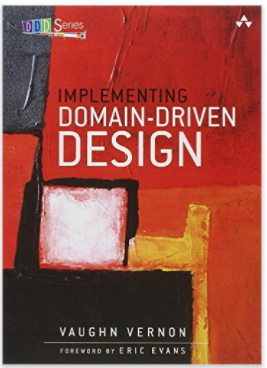 DDD Series
IMPLEMENTING
DOMAIN-DRIVEN
DESIGN
VAUGHN VERNON
FOREWORD BY ERIC EVANS